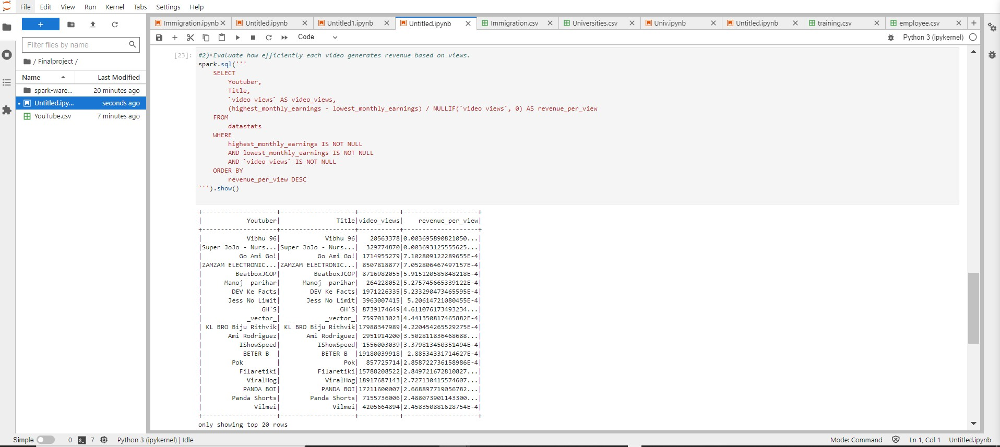 File Edit View Run Kernel Tabs Settings Help
+
Filter files by name
/ Finalproject /
Name Last Modified
spark-ware... 20 minutes ago
Untitled.ipy... seconds ago
YouTube.csv 7 minutes ago
Immigration.ipynb Untitled.ipynb Untitled1.ipynb Untitled.ipynb Immigration.csv Universities.csv Univ.ipynb Untitled.ipynb training.csv employee.csv +
Code Python 3 (ipykernel)
[23]: #2) Evaluate how efficiently each video generates revenue based on views.
spark.sql('''
SELECT
Youtuber,
Title,
`video views` AS video_views,
(highest_monthly_earnings - lowest_monthly_earnings) / NULLIF(`video views`, 0) AS revenue_per_view
FROM
datastats
WHERE
highest_monthly_earnings IS NOT NULL
AND lowest_monthly_earnings IS NOT NULL
AND `video views` IS NOT NULL
ORDER BY
revenue_per_view DESC
''').show()
+--------------------+--------------------+-----------+--------------------+
|            Youtuber|               Title|video_views|    revenue_per_view|
+--------------------+--------------------+-----------+--------------------+
|            Vibhu 96|            Vibhu 96|   20563378|0.003695890821050...|
|Super JoJo - Nurs...|Super JoJo - Nurs...|  329774870|0.003693125555625...|
|          Go Ami Go!|          Go Ami Go!| 1714955279|7.102809122289655E-4|
|ZAMZAM ELECTRONIC...|ZAMZAM ELECTRONIC...| 8507818877|7.052806467497157E-4|
|         BeatboxJCOP|         BeatboxJCOP| 8716982055|5.915120585848218E-4|
|      Manoj  parihar|      Manoj  parihar|  264228052|5.275745665339122E-4|
|        DEV Ke Facts|        DEV Ke Facts| 1971226335|5.233290473465595E-4|
|       Jess No Limit|       Jess No Limit| 3963007415| 5.20614721080455E-4|
|                GH'S|                GH'S| 8739174649|4.611076173493234...|
|            _vector_|            _vector_| 7597013023|4.441350817465882E-4|
| KL BRO Biju Rithvik| KL BRO Biju Rithvik|17988347989|4.220454265529275E-4|
|       Ami Rodriguez|       Ami Rodriguez| 2951914200|3.502811836468688...|
|          IShowSpeed|          IShowSpeed| 1556003039|3.379813450351494E-4|
|           BETER B  |           BETER B  |19180039918| 2.88534331714627E-4|
|        Pok         |                 Pok|  857725714|2.858722736158986E-4|
|          Filaretiki|          Filaretiki|15788208522|2.849721672810827...|
|            ViralHog|            ViralHog|18917687143|2.727130415574607...|
|           PANDA BOI|           PANDA BOI|17211600007|2.668897719056782...|
|        Panda Shorts|        Panda Shorts| 7155736006|2.488073901143300...|
|              Vilmei|              Vilmei| 4205664894|2.458350881628754E-4|
+--------------------+--------------------+-----------+--------------------+
only showing top 20 rows
Simple 0 $_ 7 Python 3 (ipykernel) | Idle Mode: Command Ln 1, Col 1 Untitled.ipynb